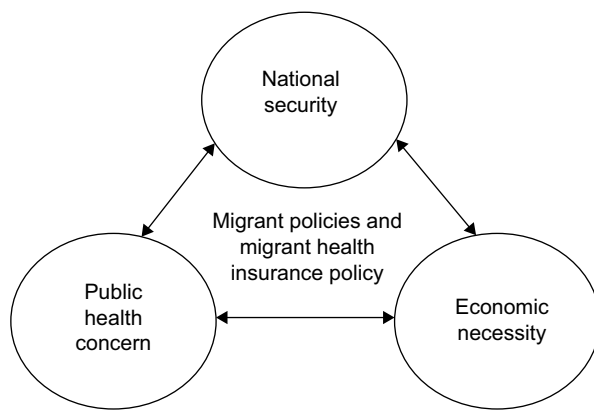 National
security
Migrant policies and
migrant health
insurance policy
Public
health
concern
Economic
necessity